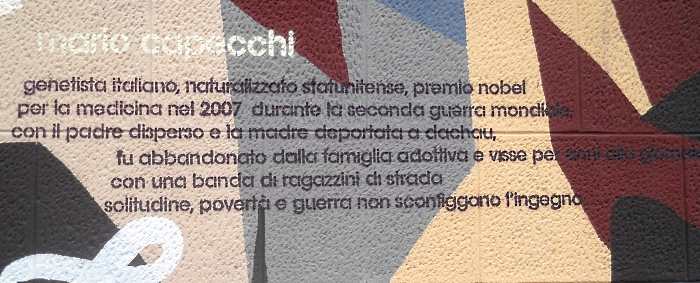 mario capecchi
genetista italiano, naturalizzato statunitense, premio nobel
per la medicina nel 2007 durante la seconda guerra mondiale,
con il padre disperso e la madre deportata a dachau,
fu abbandonato dalla famiglia adottiva e visse per anni alla giornata
con una banda di ragazzini di strada
solitudine, povertà e guerra non sconfiggono l'ingegno